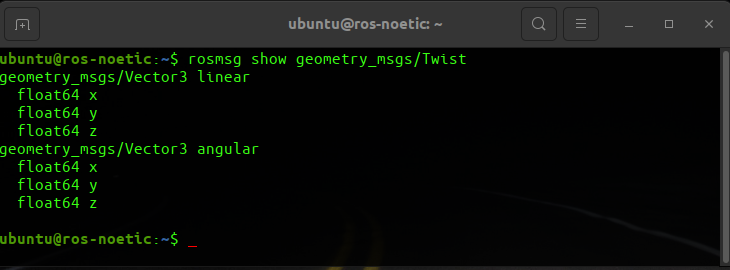 ubuntu@ros-noetic: ~
ubuntu@ros-noetic:~$ rosmsg show geometry_msgs/Twist
geometry_msgs/Vector3 linear
  float64 x
  float64 y
  float64 z
geometry_msgs/Vector3 angular
  float64 x
  float64 y
  float64 z
ubuntu@ros-noetic:~$ _